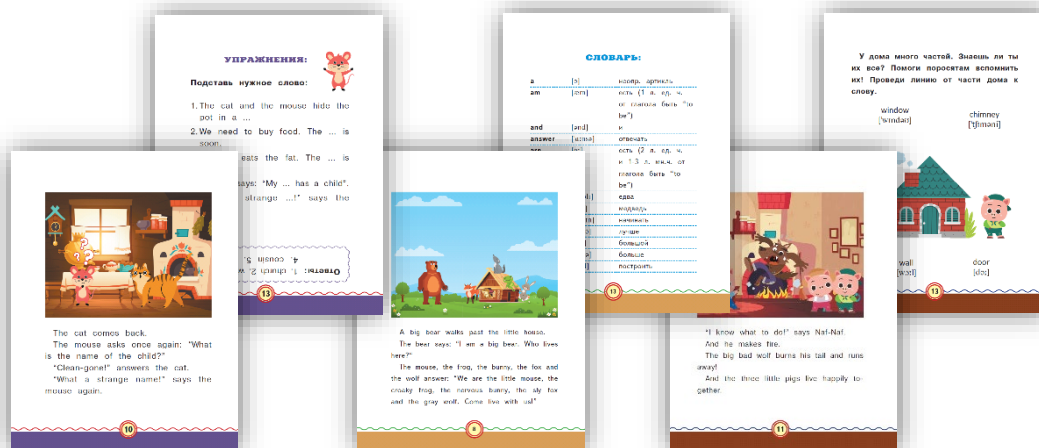 УПРАЖНЕНИЯ:
Подставь нужное слово:
1. The cat and the mouse hide the
pot in a ...
2. We need to buy food. The ... is
soon.
eats the fat. The ... is
says: "My ... has a child".
strange ...!" says the
Ответы: 1. church 2. w
4. cousin 5.
13
СЛОВАРЬ:
a [ə] неопр. артикль
am [æm] есть (1 л. ед. ч.
от глагола быть "to
be")
and [ənd] и
answer [ˈɑːnsə] отвечать
are есть (2 л. ед. ч.
и 1-3 л. мн.ч. от
глагола быть "to
be")
едва
медведь
начинать
лучше
большой
больше
построить
13
У дома много частей. Знаешь ли ты
их все? Помоги поросятам вспомнить
их! Проведи линию от части дома к
слову.
window chimney
[ˈwɪndəʊ] [ˈtʃɪməni]
wall door
[wɔːl] [dɔː]
13
The cat comes back.
The mouse asks once again: "What
is the name of the child?"
"Clean-gone!" answers the cat.
"What a strange name!" says the
mouse again.
10
A big bear walks past the little house.
The bear says: "I am a big bear. Who lives
here?"
The mouse, the frog, the bunny, the fox and
the wolf answer: "We are the little mouse, the
croaky frog, the nervous bunny, the sly fox
and the gray wolf. Come live with us!"
8
"I know what to do!" says Naf-Naf.
And he makes fire.
The big bad wolf burns his tail and runs
away!
And the three little pigs live happily to-
gether.
11